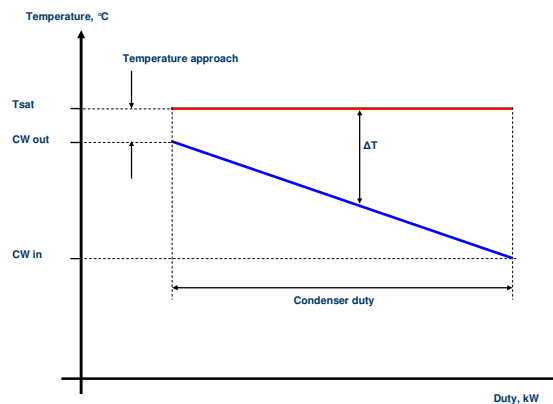 Temperature, °C
Temperature approach
Tsat
CW out
ΔT
CW in
Condenser duty
Duty, kW